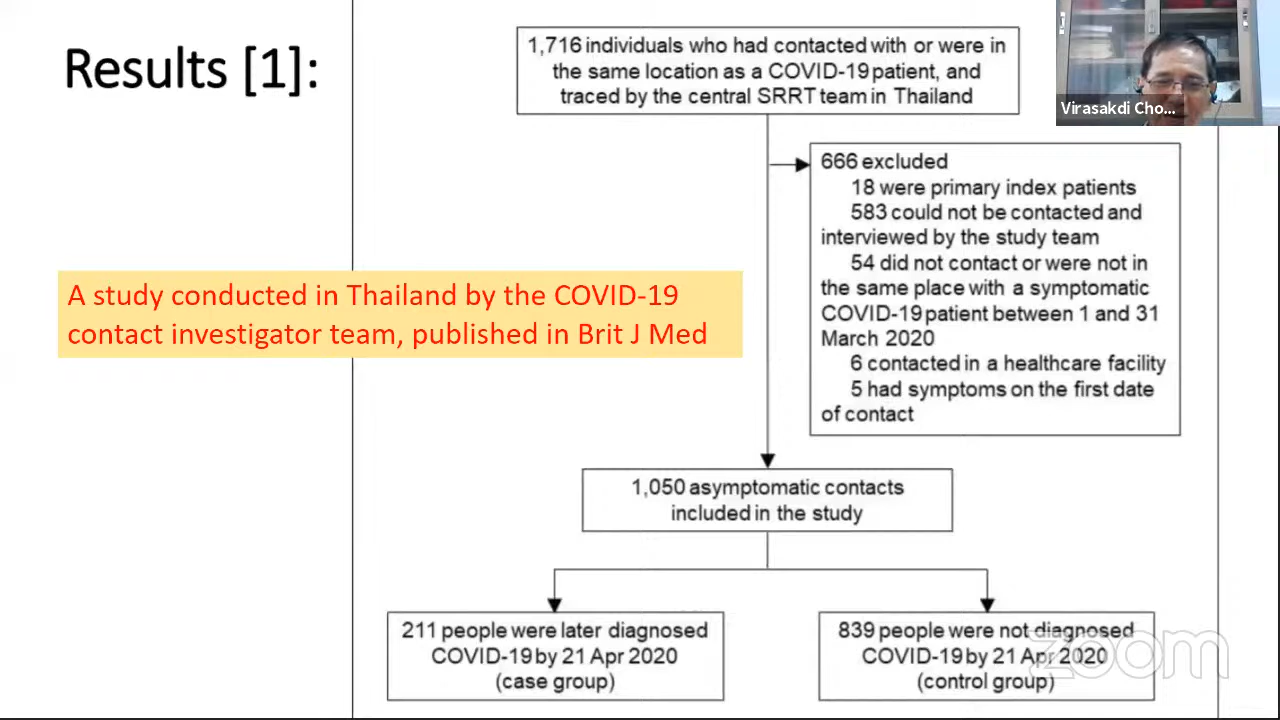 Results [1]:
1,716 individuals who had contacted with or were in
the same location as a COVID-19 patient, and
traced by the central SRRT team in Thailand
Virasakdi Cho...
666 excluded
18 were primary index patients
583 could not be contacted and
interviewed by the study team
54 did not contact or were not in
the same place with a symptomatic
COVID-19 patient between 1 and 31
March 2020
6 contacted in a healthcare facility
5 had symptoms on the first date
of contact
A study conducted in Thailand by the COVID-19
contact investigator team, published in Brit J Med
1,050 asymptomatic contacts
included in the study
211 people were later diagnosed
COVID-19 by 21 Apr 2020
(case group)
839 people were not diagnosed
COVID-19 by 21 Apr 2020
(control group)
zoom